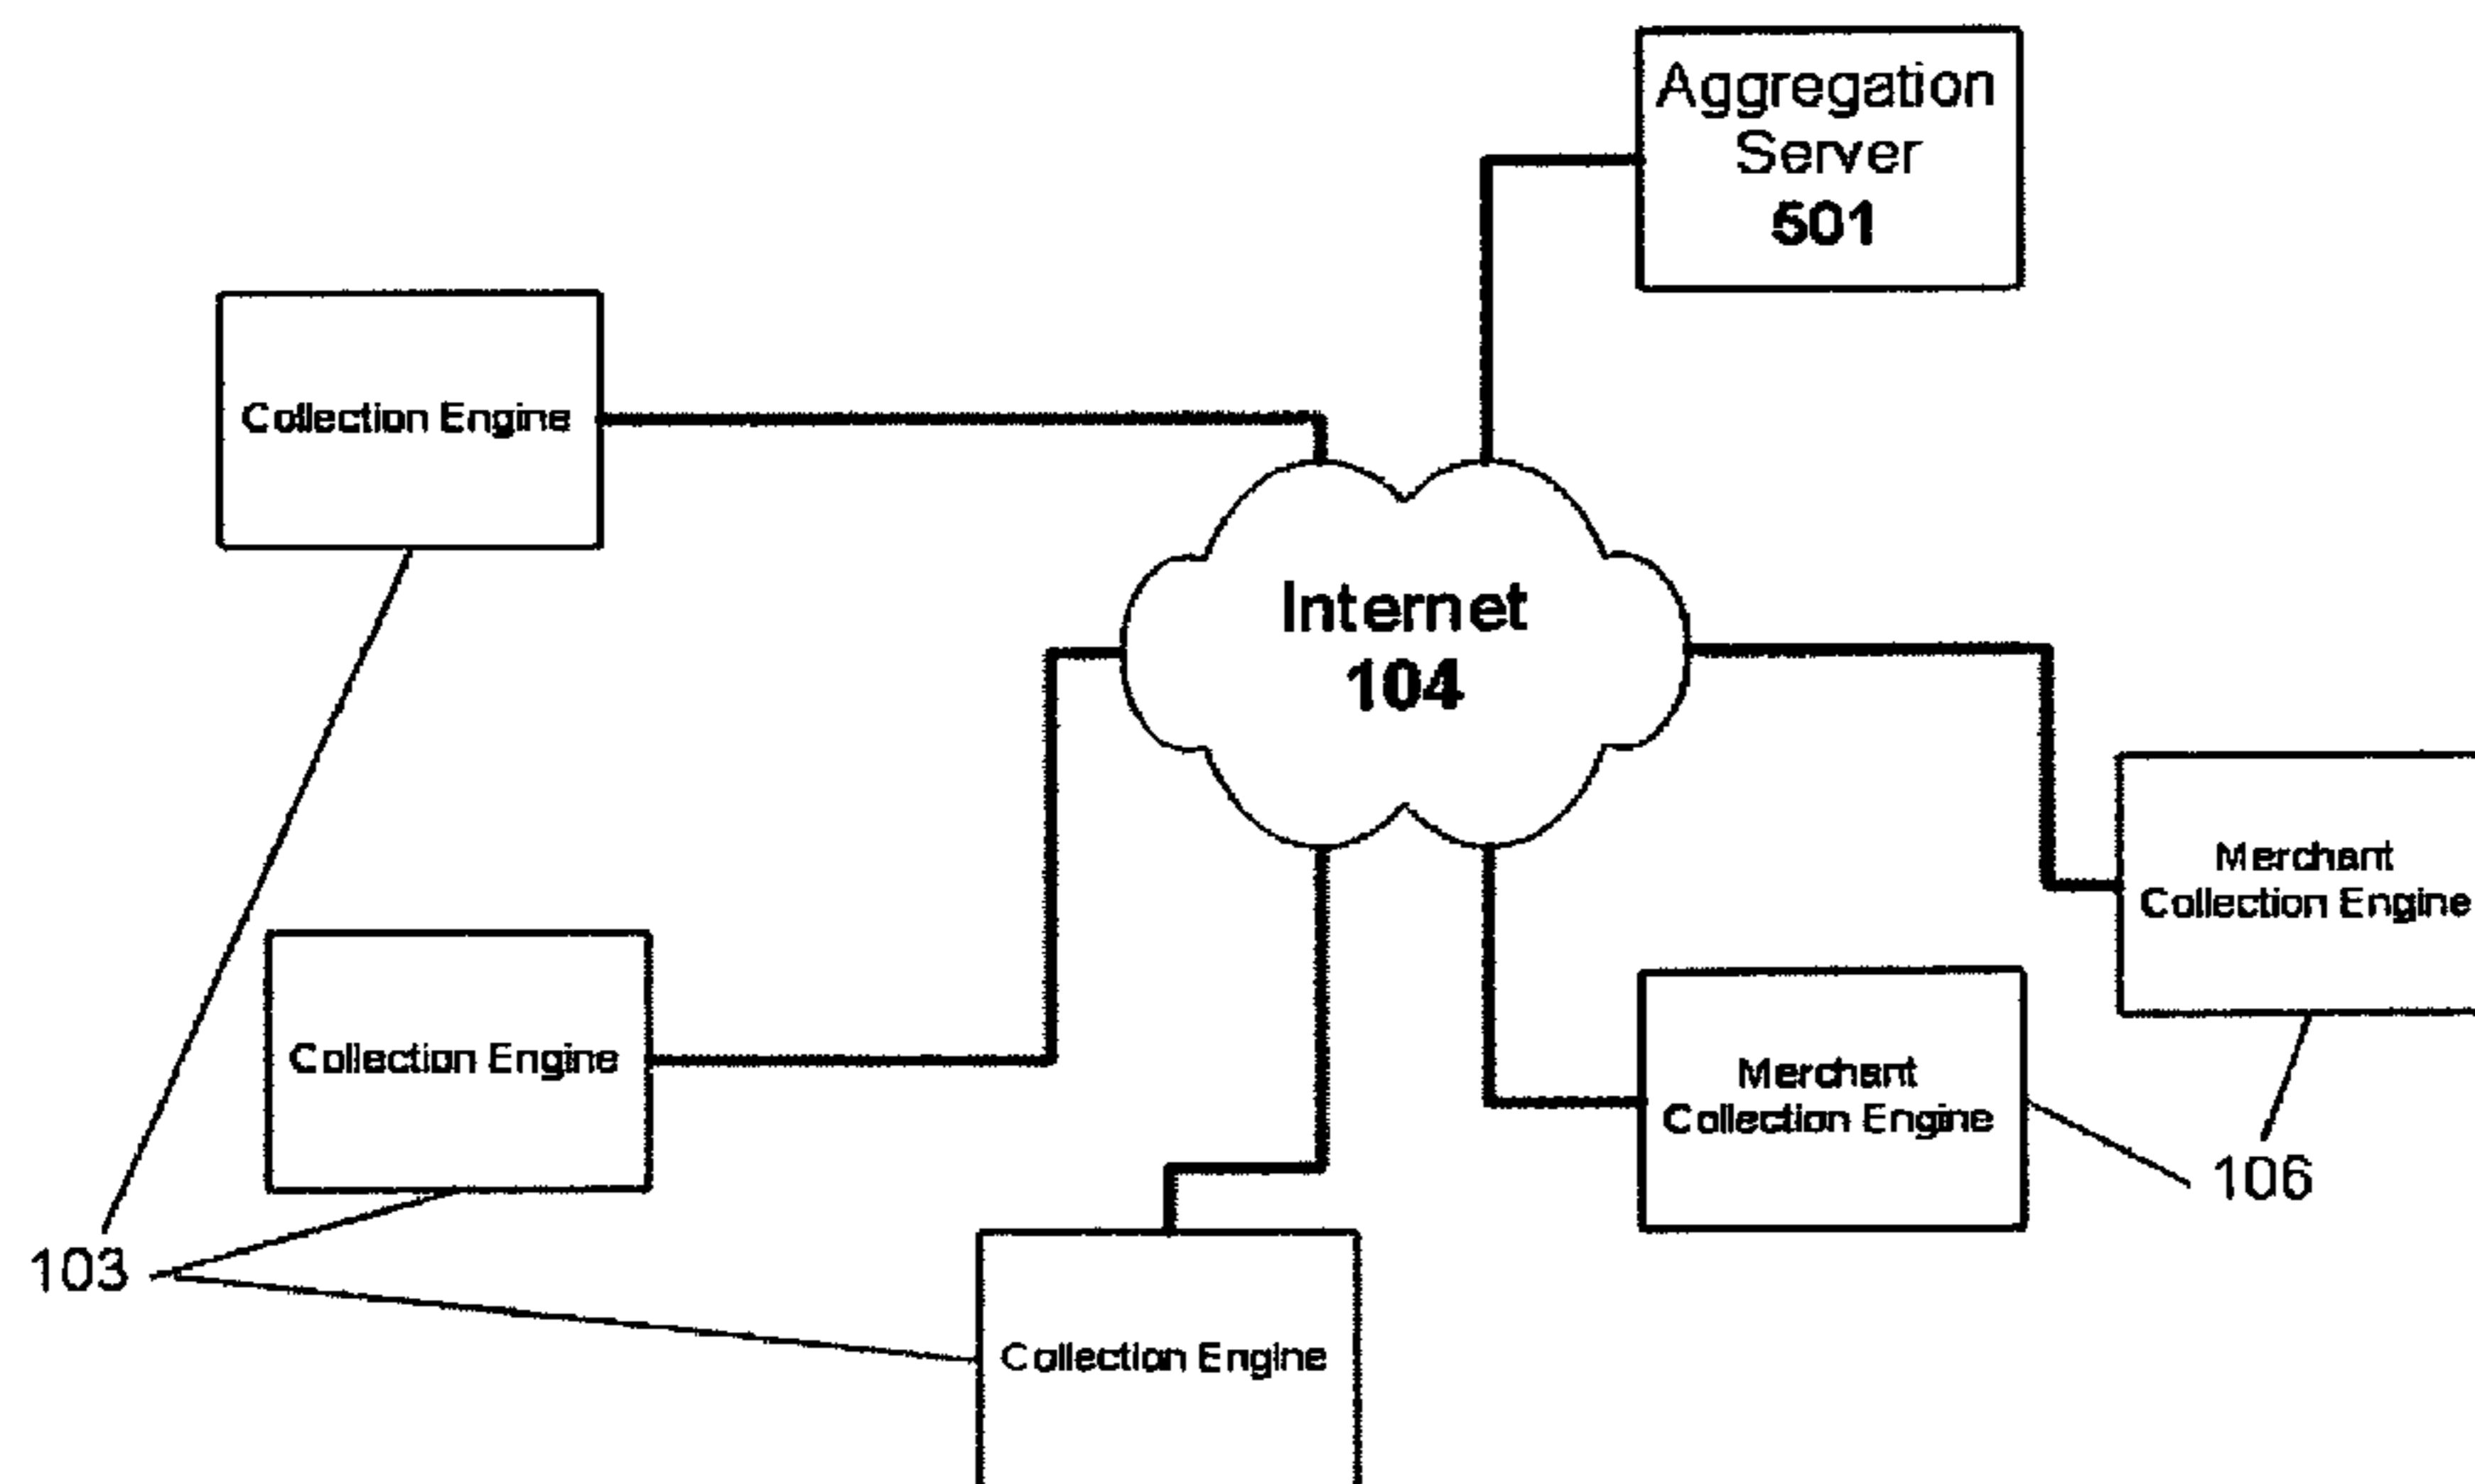 Aggregation
Server
501
Collection Engine
Internet
104
Merchant
Collection Engine
Collection Engine
Merchant
Collection Engine
106
103
Collection Engine